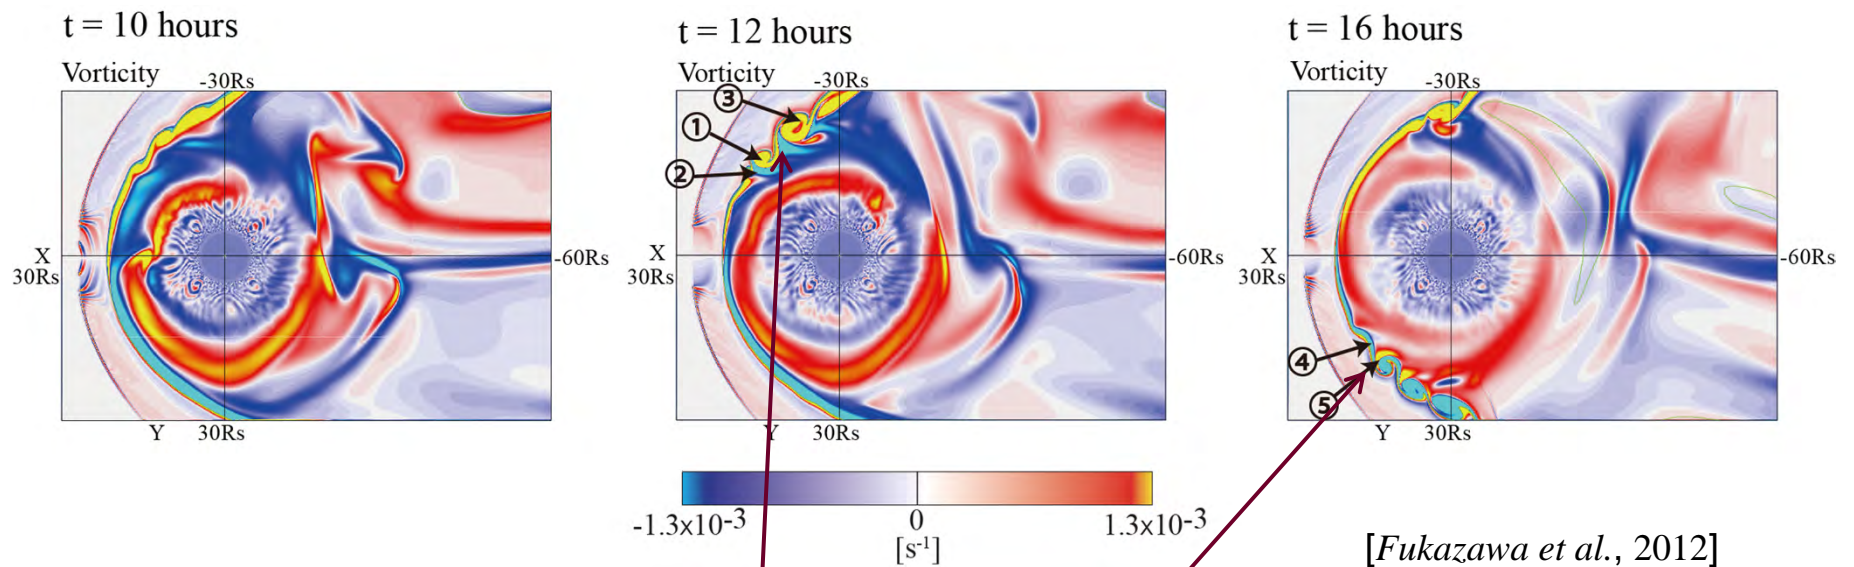 t = 10 hours
Vorticity
-30Rs
X
30Rs
-60Rs
Y
30Rs
t = 12 hours
Vorticity
-30Rs
③
①
②
X
30Rs
-60Rs
Y
30Rs
t = 16 hours
Vorticity
-30Rs
X
30Rs
-60Rs
④
⑤
Y
30Rs
-1.3x10-3
0
1.3x10-3
[s-1]
[Fukazawa et al., 2012]